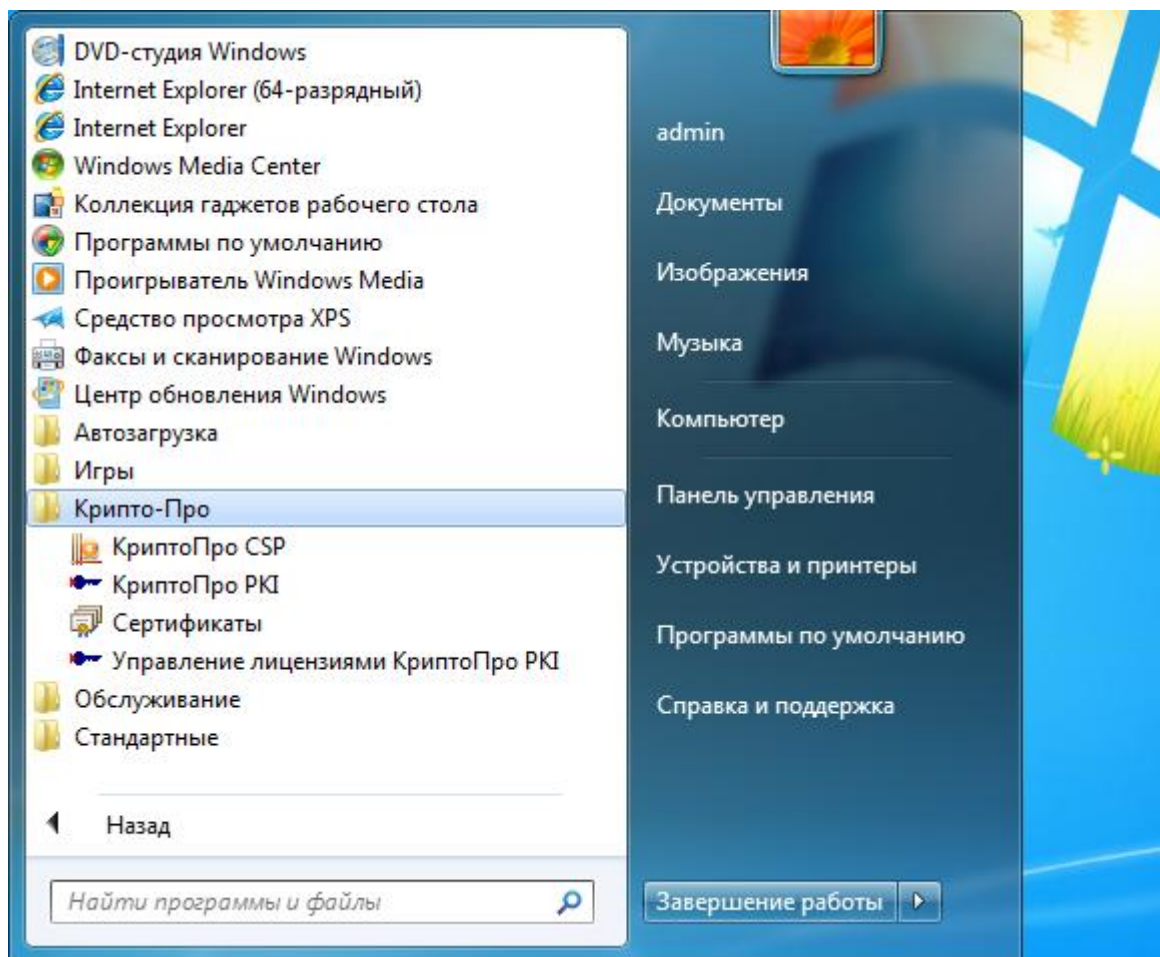 DVD-студия Windows
Internet Explorer (64-разрядный)
Internet Explorer
Windows Media Center
Коллекция гаджетов рабочего стола
Программы по умолчанию
Проигрыватель Windows Media
Средство просмотра XPS
Факсы и сканирование Windows
Центр обновления Windows
Автозагрузка
Игры
Крипто-Про
КриптоПро CSP
КриптоПро PKI
Сертификаты
Управление лицензиями КриптоПро PKI
Обслуживание
Стандартные
Назад
Найти программы и файлы
admin
Документы
Изображения
Музыка
Компьютер
Панель управления
Устройства и принтеры
Программы по умолчанию
Справка и поддержка
Завершение работы